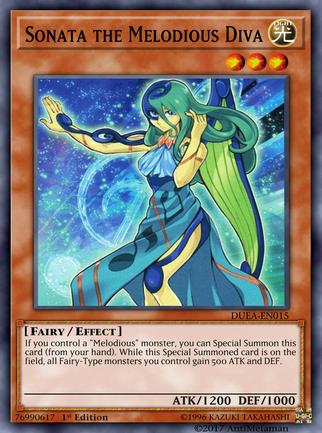 Sonata the Melodious Diva
LIGHT
光
DUEA-EN015
[ Fairy / Effect ]
If you control a "Melodious" monster, you can Special Summon this
card (from your hand). While this Special Summoned card is on the
field, all Fairy-Type monsters you control gain 500 ATK and DEF.
ATK/1200 DEF/1000
76990617 1st Edition ©1996 KAZUKI TAKAHASHI
©2017 AntiMetaman